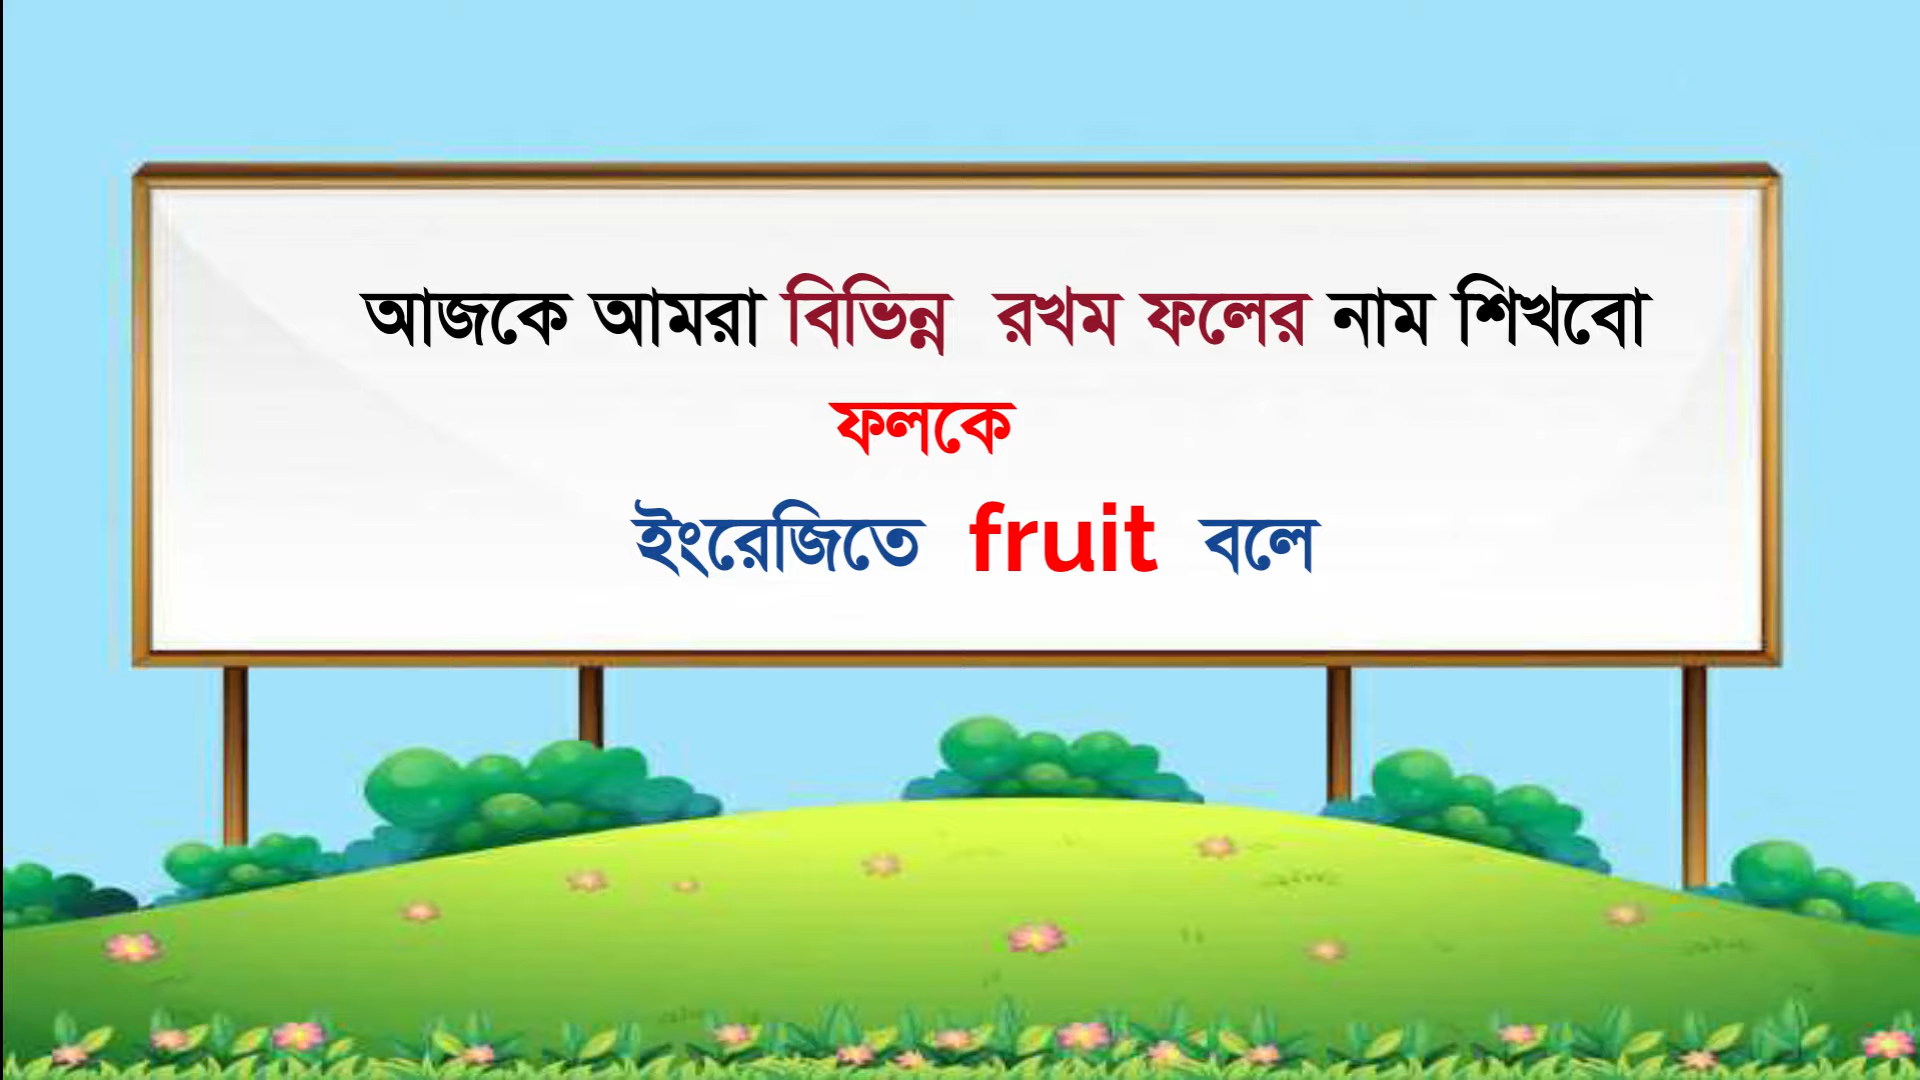 আজকে আমরা বিভিন্ন রখম ফলের নাম শিখবো
ফলকে
ইংরেজিতে fruit বলে